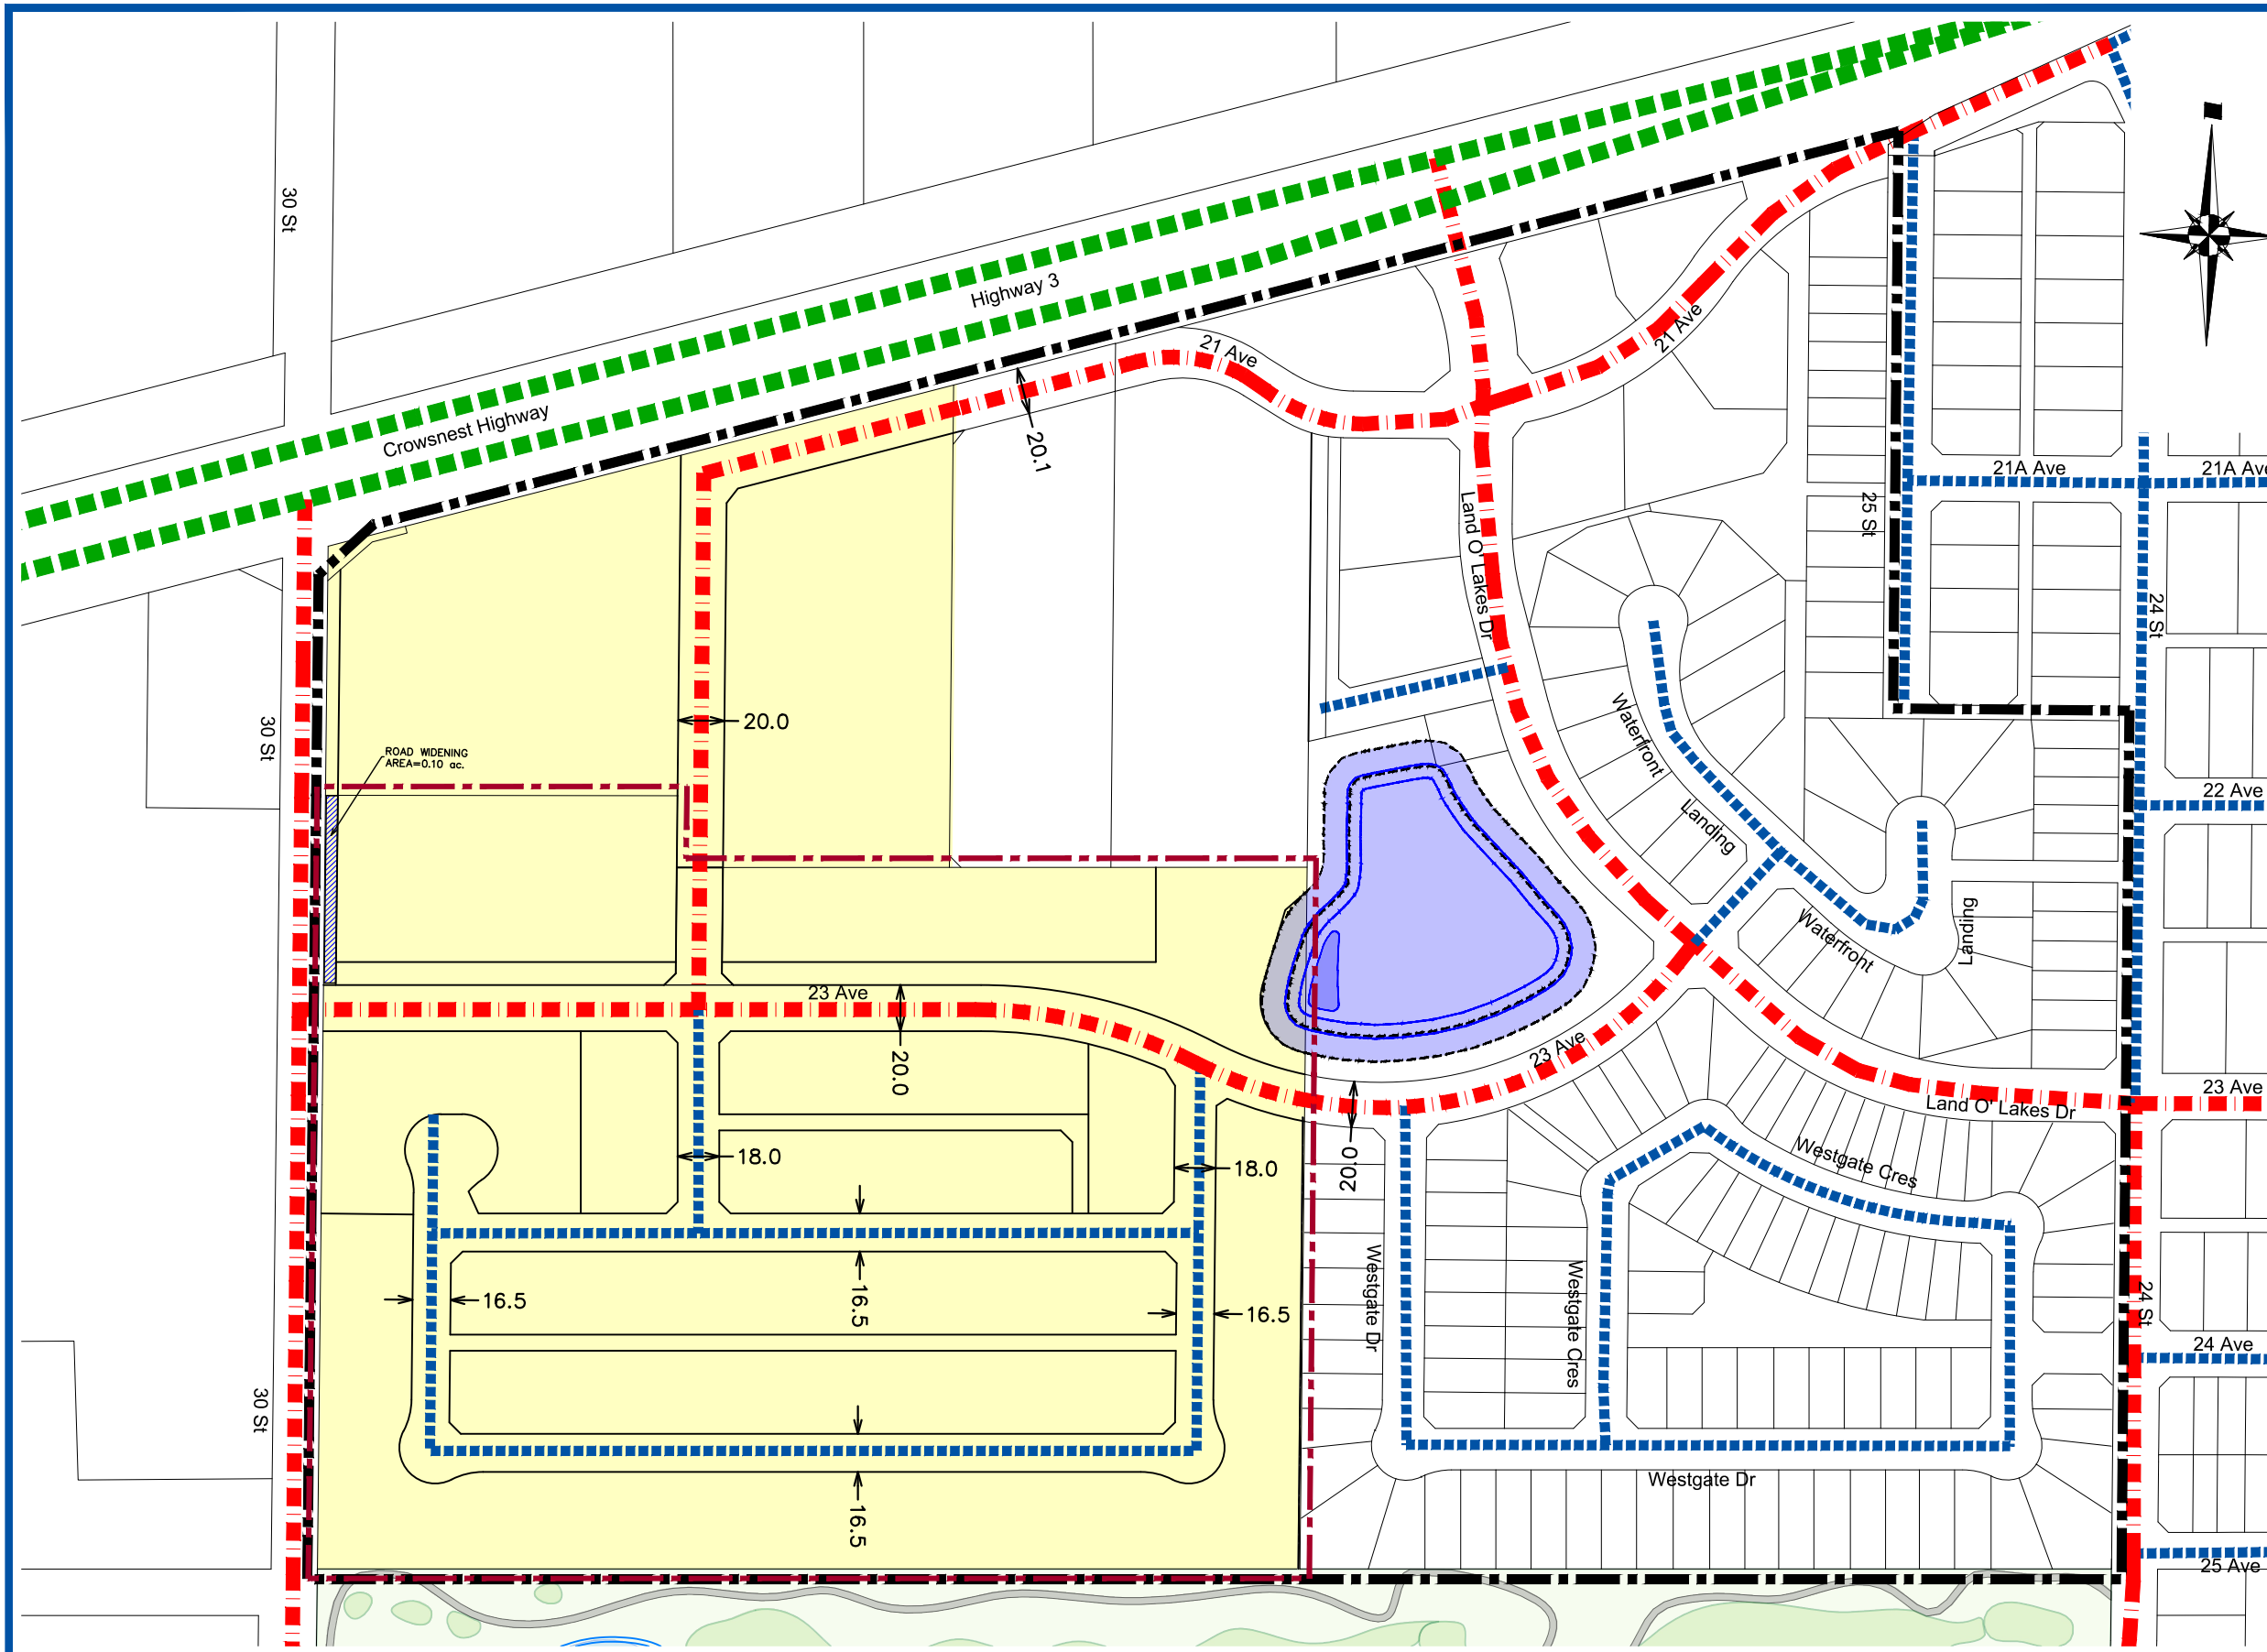 30 St
Highway 3
Crowsnest Highway
21 Ave
21 Ave
20.1
21A Ave
21A Ave
25 St
Land O' Lakes Dr
24 St
20.0
30 St
ROAD WIDENING
AREA=0.10 ac.
Waterfront
Landing
22 Ave
Waterfront
Landing
23 Ave
20.0
23 Ave
23 Ave
Land O' Lakes Dr
18.0
18.0
20.0
Westgate Cres
16.5
16.5
16.5
Westgate Dr
Westgate Cres
24 St
24 Ave
30 St
Westgate Dr
16.5
25 Ave